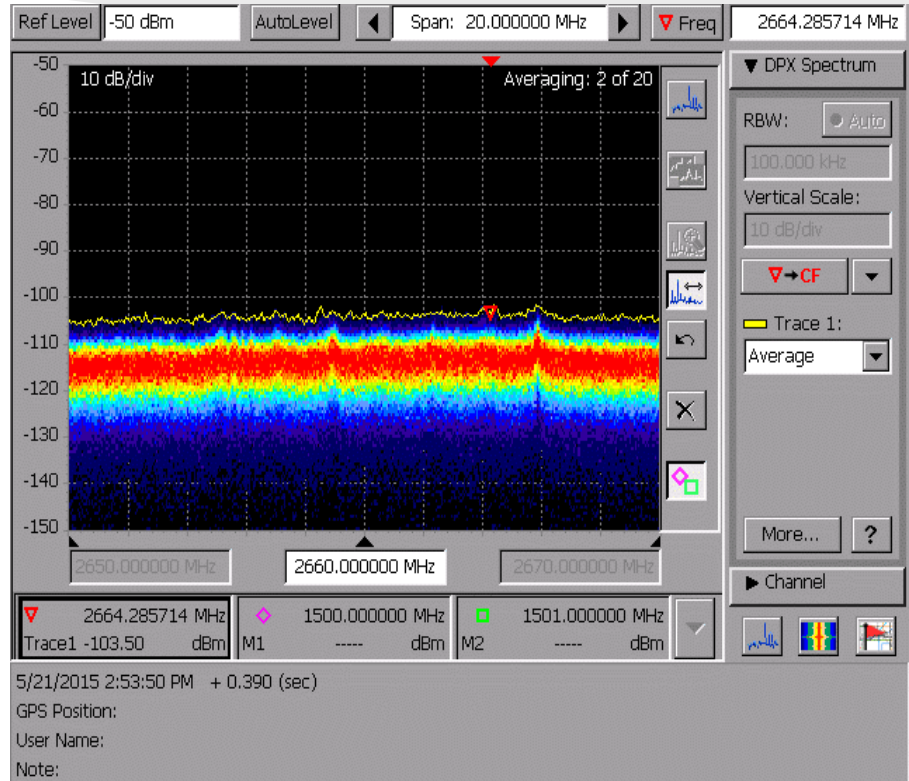 Ref Level -50 dBm AutoLevel Span: 20.000000 MHz Freq 2664.285714 MHz
-50 10 dB/div Averaging: 2 of 20
-60
-70
-80
-90
-100
-110
-120
-130
-140
-150
2650.000000 MHz 2660.000000 MHz 2670.000000 MHz
DPX Spectrum
RBW: Auto
100.000 kHz
Vertical Scale:
10 dB/div
→CF
Trace 1:
Average
More... ?
Channel
2664.285714 MHz 1500.000000 MHz 1501.000000 MHz
Trace1 -103.50 dBm M1 ----- dBm M2 ----- dBm
5/21/2015 2:53:50 PM + 0.390 (sec)
GPS Position:
User Name:
Note: